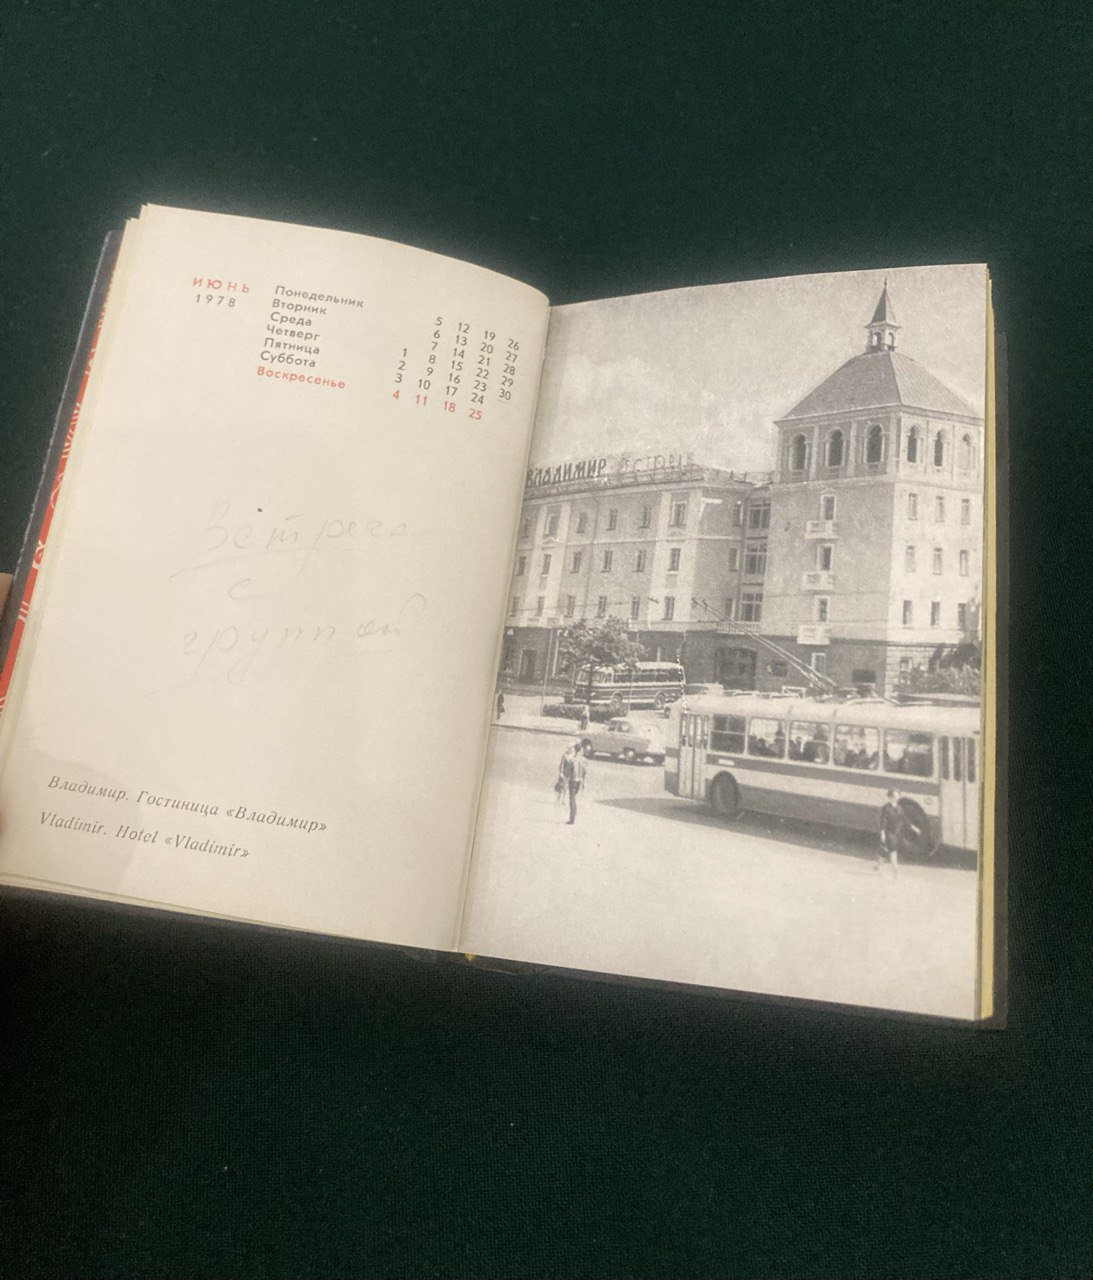 ИЮНЬ
1978
Понедельник 5 12 19 26
Вторник 6 13 20 27
Среда 7 14 21 28
Четверг 1 8 15 22 29
Пятница 2 9 16 23 30
Суббота 3 10 17 24
Воскресенье 4 11 18 25
Встреча
с
группой
Владимир. Гостиница «Владимир»
Vladimir. Hotel «Vladimir»
ВЛАДИМИР